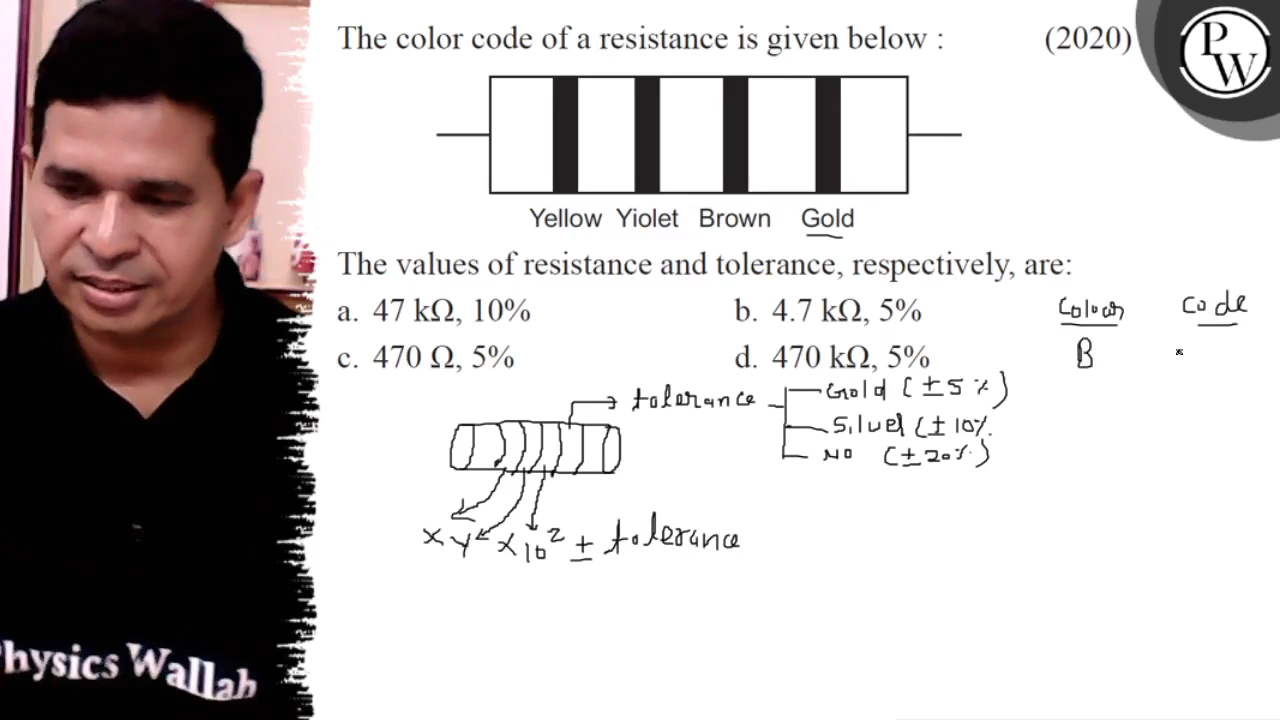 The color code of a resistance is given below : (2020)
PW
Yellow Yiolet Brown Gold
The values of resistance and tolerance, respectively, are:
a. 47 kΩ, 10% b. 4.7 kΩ, 5%
c. 470 Ω, 5% d. 470 kΩ, 5%
Colour Code
B
tolerance
Gold (±5%)
Silver (±10%
No (±20%)
XY X10^Z ± tolerance
Physics Wallah